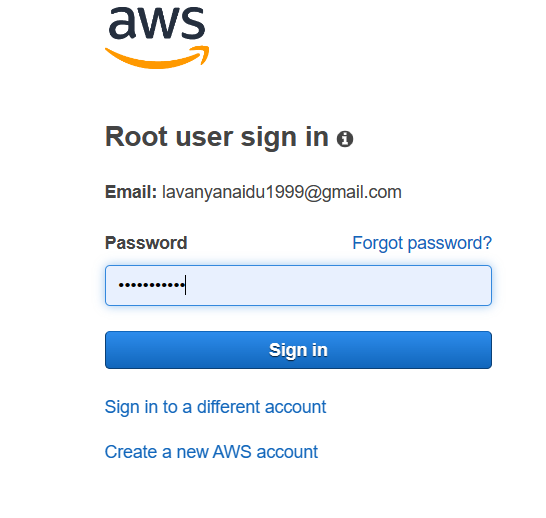 aws
Root user sign in
Email: lavanyanaidu1999@gmail.com
Password Forgot password?
•••••••••••
Sign in
Sign in to a different account
Create a new AWS account